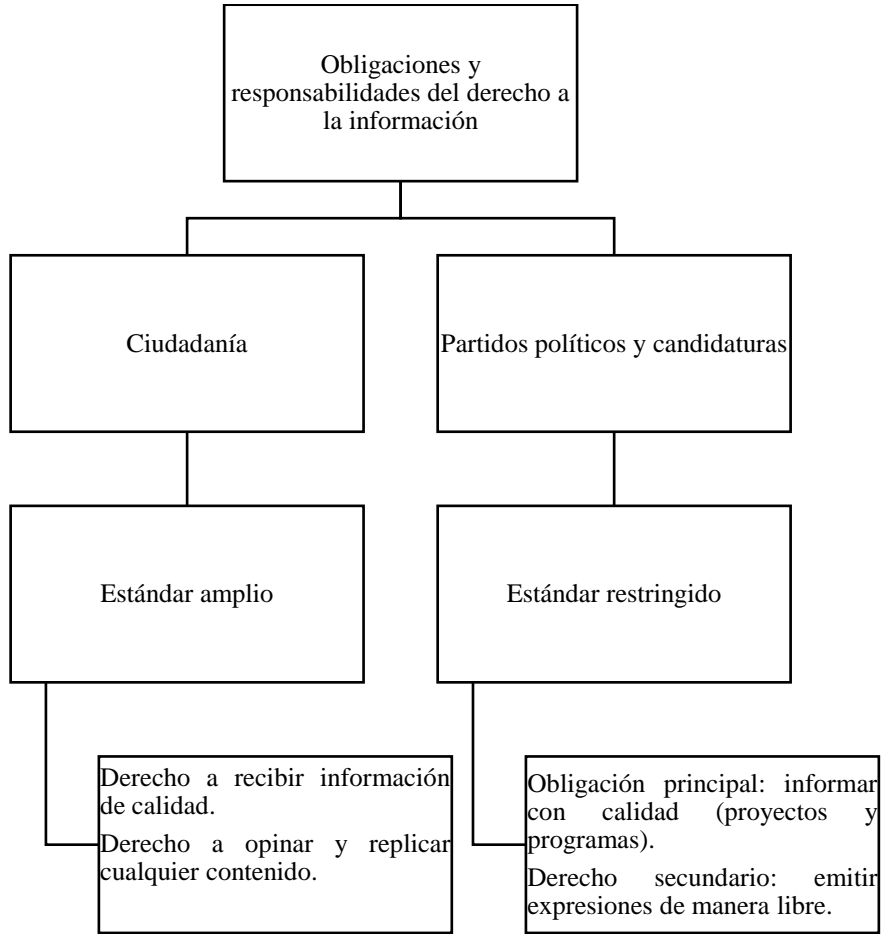 Obligaciones y
responsabilidades del derecho a
la información
Ciudadanía
Partidos políticos y candidaturas
Estándar amplio
Estándar restringido
Derecho a recibir información
de calidad.
Derecho a opinar y replicar
cualquier contenido.
Obligación principal: informar
con calidad (proyectos y
programas).
Derecho secundario: emitir
expresiones de manera libre.